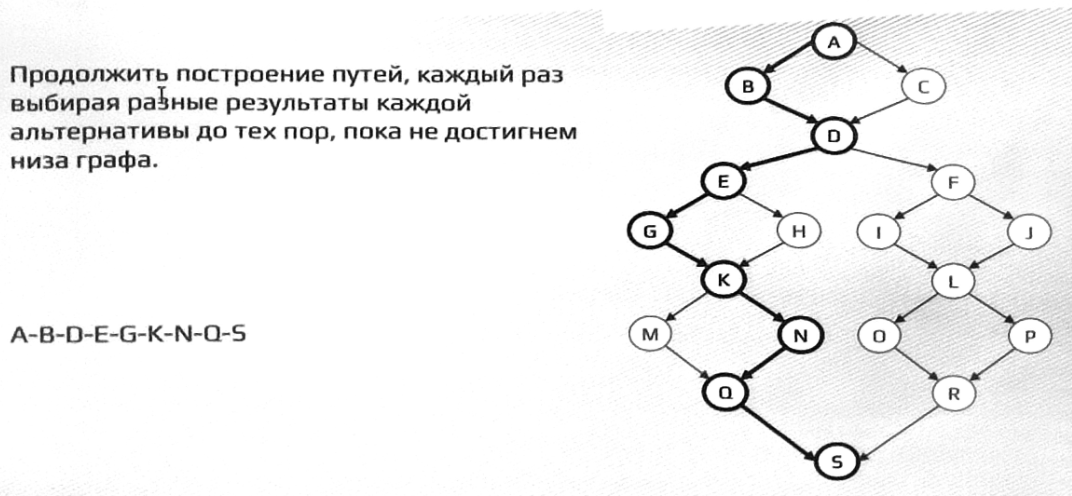 Продолжить построение путей, каждый раз
выбирая разные результаты каждой
альтернативы до тех пор, пока не достигнем
низа графа.
A-B-D-E-G-K-N-Q-S
A
B
C
D
E
F
G
H
I
J
K
L
M
N
O
P
Q
R
S